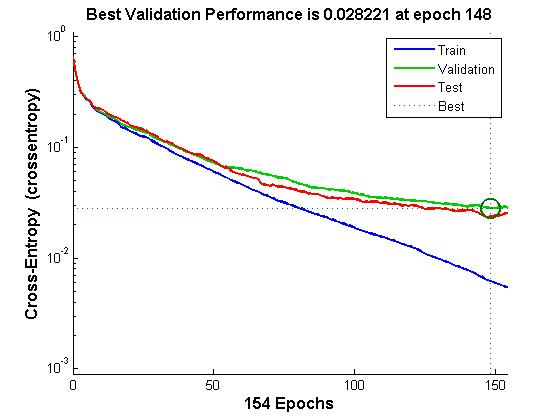 Best Validation Performance is 0.028221 at epoch 148
Cross-Entropy (crossentropy)
10^0
10^-1
10^-2
10^-3
Train
Validation
Test
Best
0
50
100
150
154 Epochs